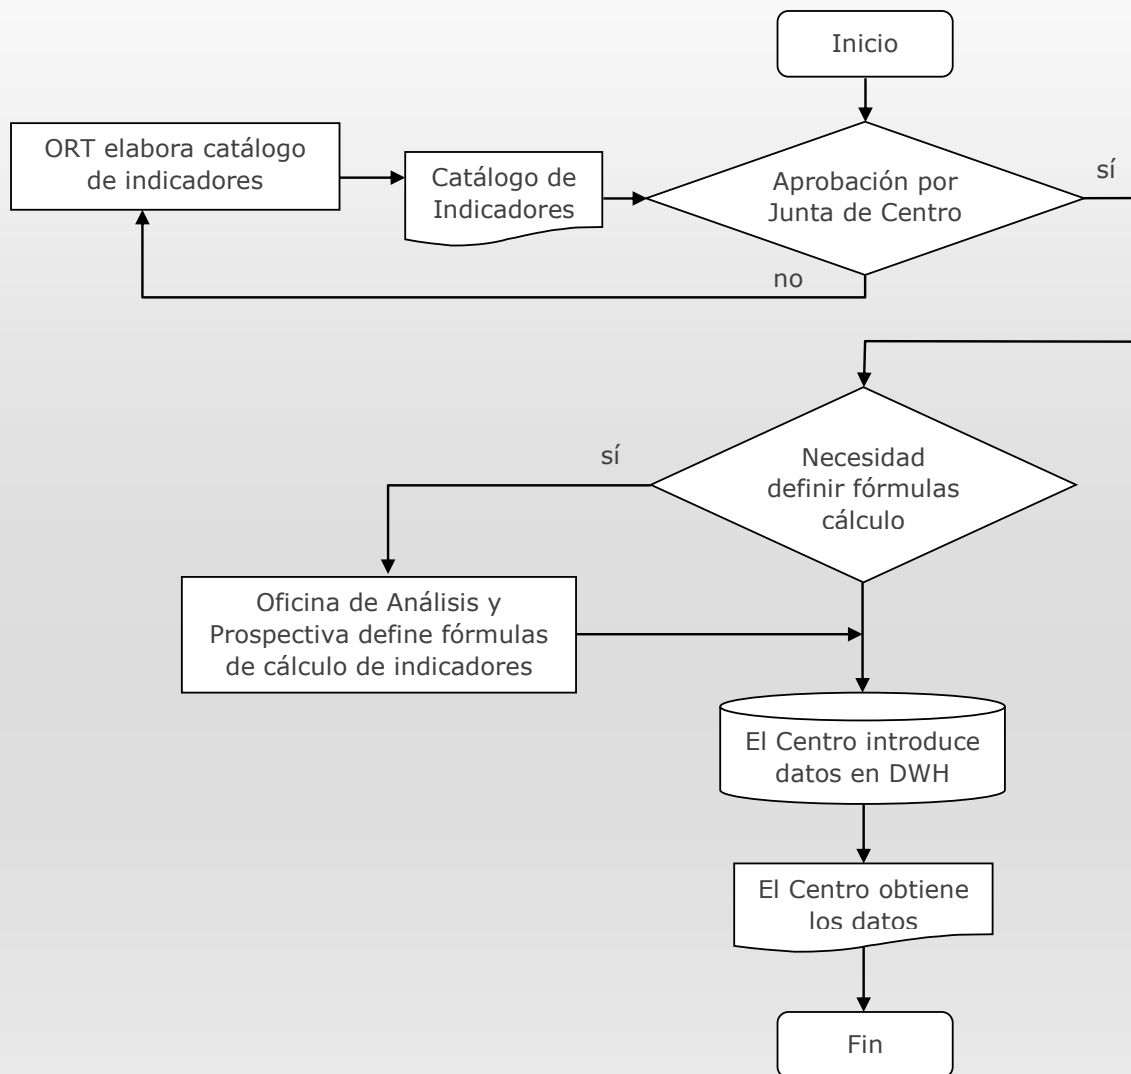 Inicio
ORT elabora catálogo
de indicadores
Catálogo de
Indicadores
Aprobación por
Junta de Centro
sí
no
Necesidad
definir fórmulas
cálculo
sí
Oficina de Análisis y
Prospectiva define fórmulas
de cálculo de indicadores
El Centro introduce
datos en DWH
El Centro obtiene
los datos
Fin